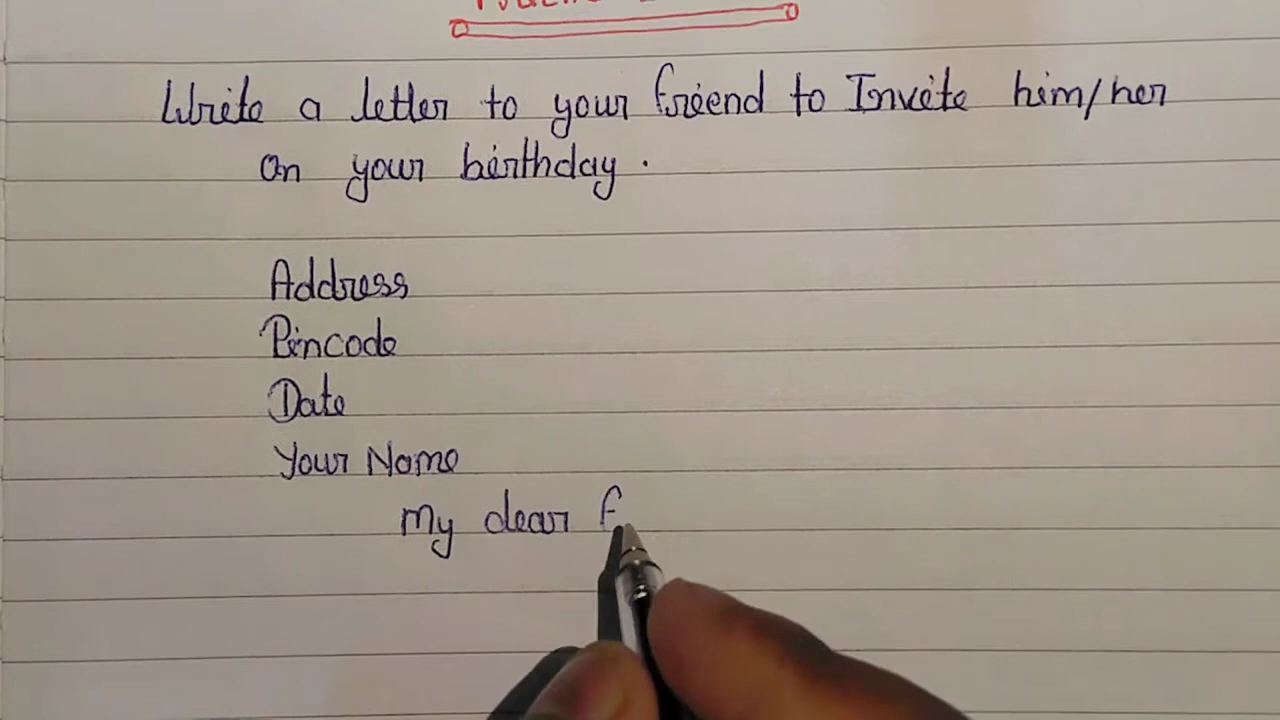 Write a letter to your friend to Invite him/her
On your birthday.
Address
Pincode
Date
Your Name
My dear f